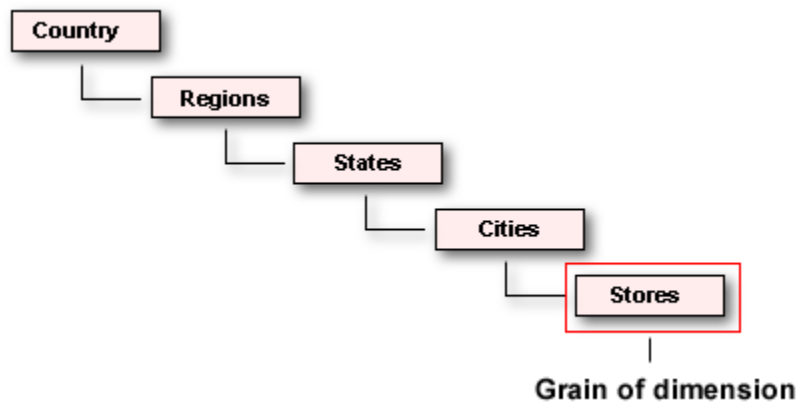 Country
Regions
States
Cities
Stores
Grain of dimension